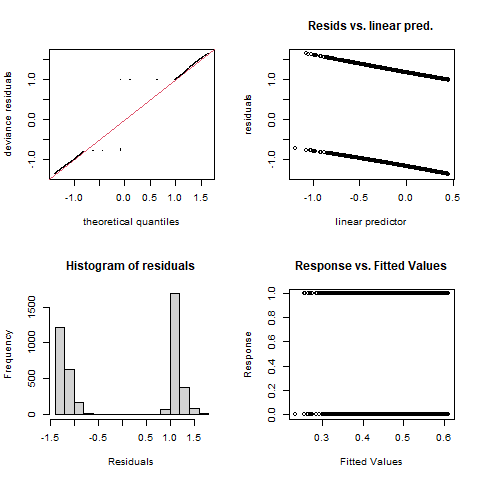 deviance residuals
-1.0 0.0 1.0
-1.0 0.0 0.5 1.0 1.5
theoretical quantiles
Resids vs. linear pred.
residuals
-1.0 0.0 1.0
-1.0 -0.5 0.0 0.5
linear predictor
Histogram of residuals
Frequency
0 500 1000 1500
-1.5 -0.5 0.5 1.0 1.5
Residuals
Response vs. Fitted Values
Response
0.0 0.2 0.4 0.6 0.8 1.0
0.3 0.4 0.5 0.6
Fitted Values